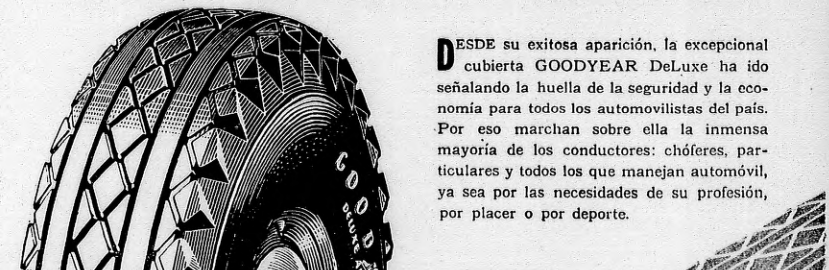 DESDE su exitosa aparición, la excepcional
cubierta GOODYEAR DeLuxe ha ido
señalando la huella de la seguridad y la eco-
nomía para todos los automovilistas del país.
Por eso marchan sobre ella la inmensa
mayoría de los conductores: chóferes, par-
ticulares y todos los que manejan automóvil,
ya sea por las necesidades de su profesión,
por placer o por deporte.
GOOD
DELUXE